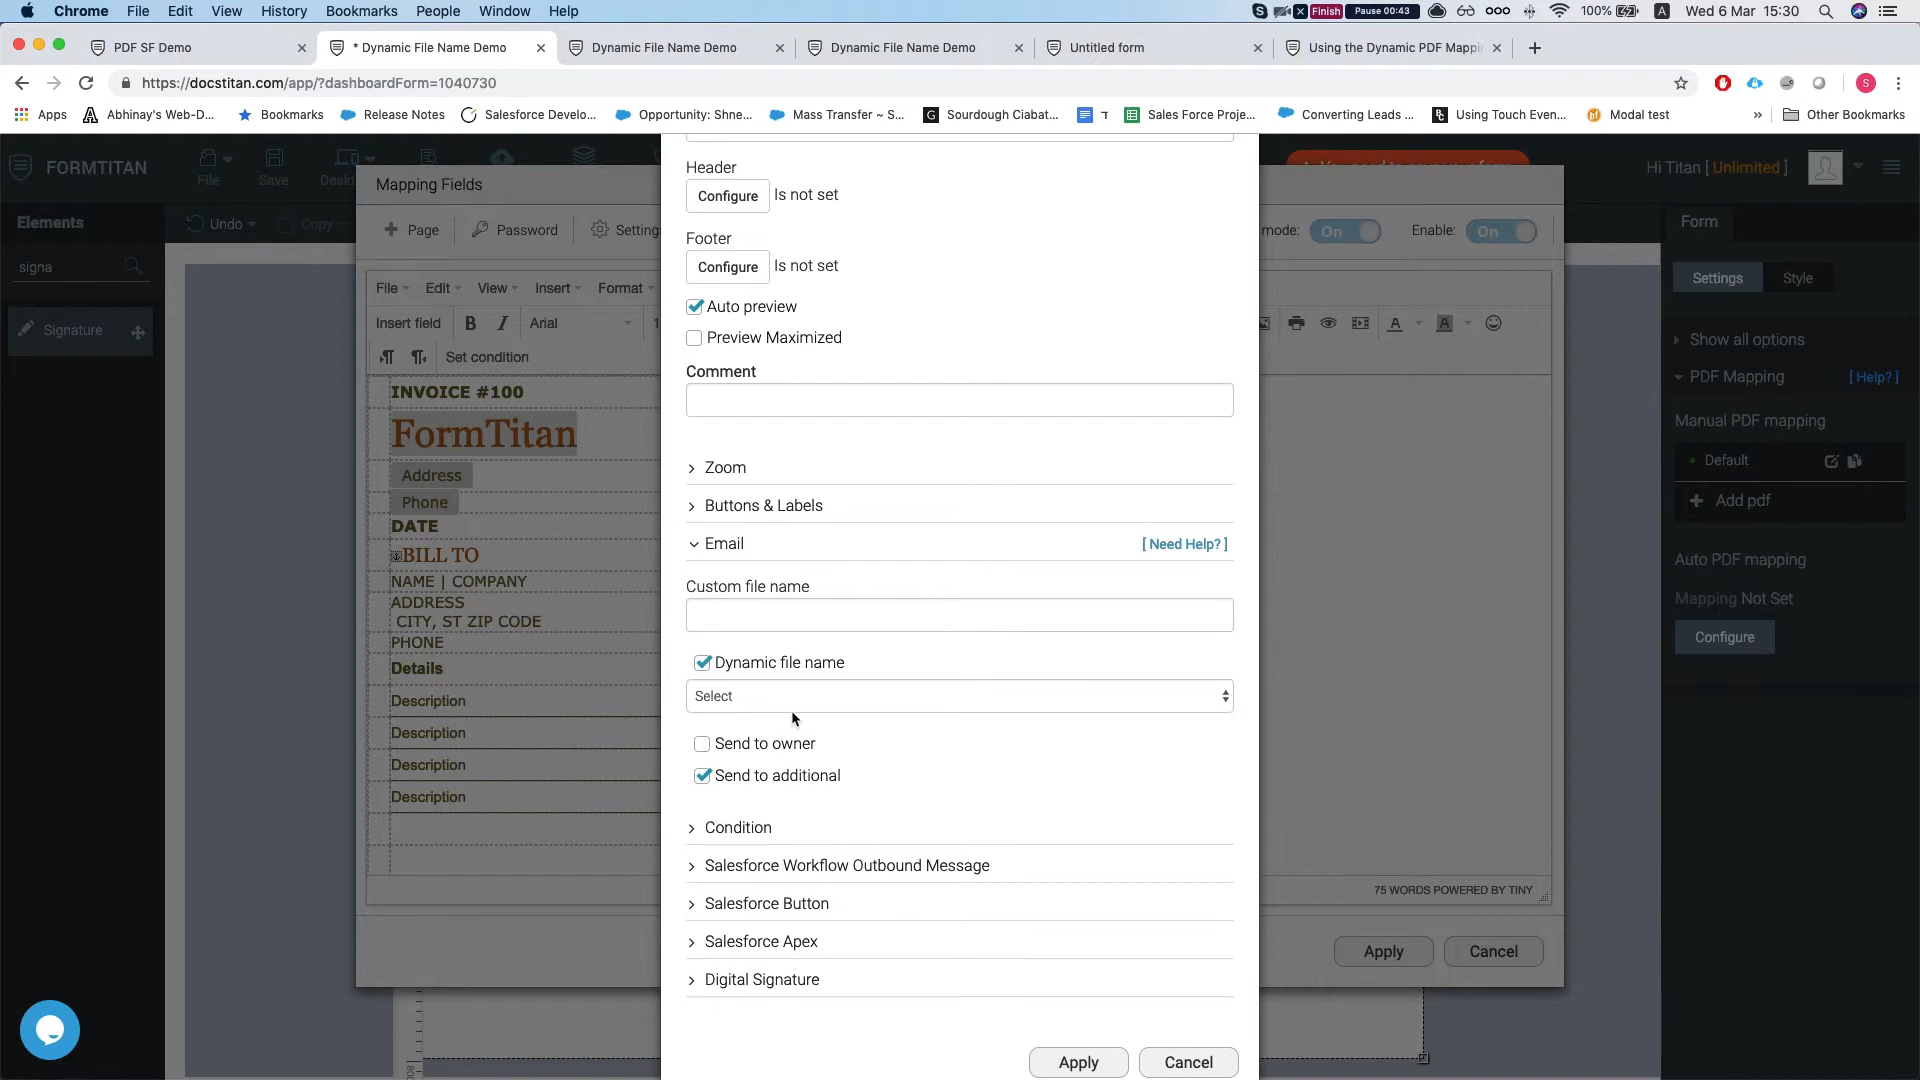 Chrome File Edit View History Bookmarks People Window Help Finish Pause 00:43 100% A Wed 6 Mar 15:30
PDF SF Demo * Dynamic File Name Demo Dynamic File Name Demo Dynamic File Name Demo Untitled form Using the Dynamic PDF Mappi
https://docstitan.com/app/?dashboardForm=1040730 S
Apps Abhinay's Web-D... Bookmarks Release Notes Salesforce Develo... Opportunity: Shne... Mass Transfer ~ S... Sourdough Ciabat... T Sales Force Proje... Converting Leads ... Using Touch Even... Modal test » Other Bookmarks
FORMTITAN File Save Hi Titan [ Unlimited ]
Elements
Undo Copy
signa
Signature
Mapping Fields
Page Password mode: On Enable: On
File Edit View Insert Format
Insert field B I Arial A A
Set condition
INVOICE #100
FormTitan
Address
Phone
DATE
BILL TO
NAME | COMPANY
ADDRESS
CITY, ST ZIP CODE
PHONE
Details
Description
Description
Description
Description
75 WORDS POWERED BY TINY
Apply Cancel
Header
Configure Is not set
Footer
Configure Is not set
Auto preview
Preview Maximized
Comment
Zoom
Buttons & Labels
Email [ Need Help? ]
Custom file name
Dynamic file name
Select
Send to owner
Send to additional
Condition
Salesforce Workflow Outbound Message
Salesforce Button
Salesforce Apex
Digital Signature
Apply Cancel
Form
Settings Style
Show all options
PDF Mapping [ Help? ]
Manual PDF mapping
Default
Add pdf
Auto PDF mapping
Mapping Not Set
Configure